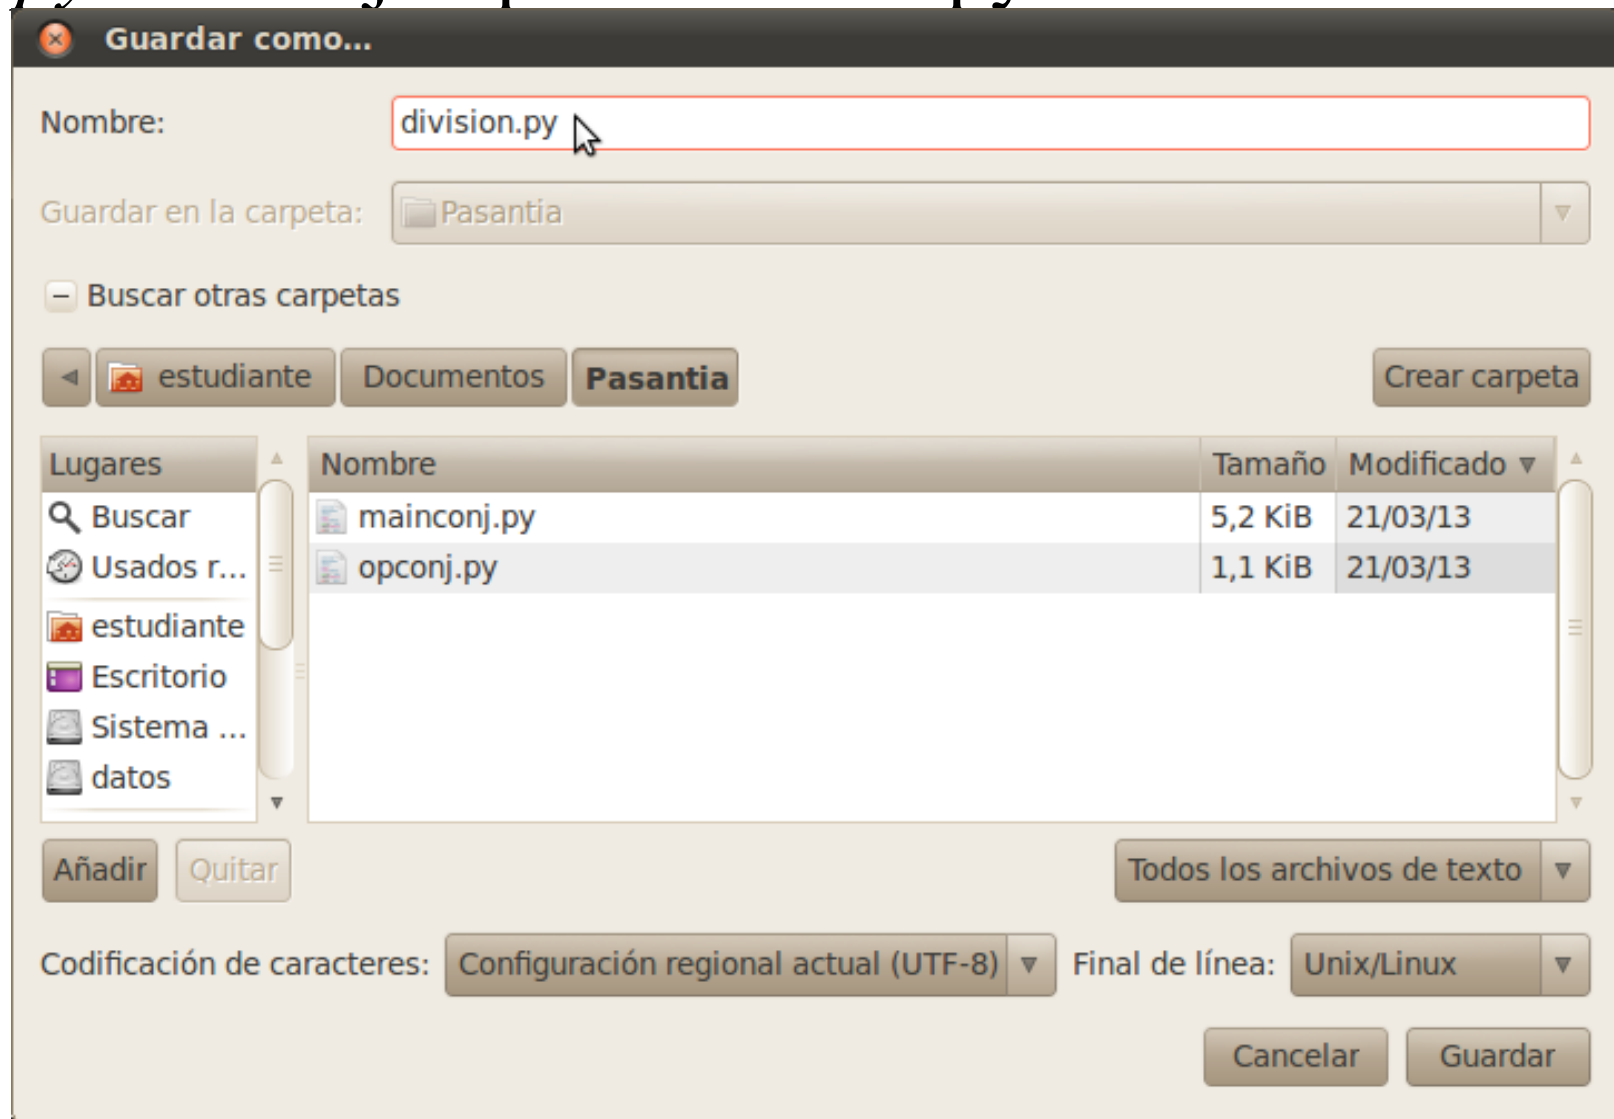 Guardar como...
Nombre: division.py
Guardar en la carpeta: Pasantia
Buscar otras carpetas
estudiante Documentos Pasantia Crear carpeta
Lugares Nombre Tamaño Modificado
Buscar mainconj.py 5,2 KiB 21/03/13
Usados r... opconj.py 1,1 KiB 21/03/13
estudiante
Escritorio
Sistema ...
datos
Añadir Quitar Todos los archivos de texto
Codificación de caracteres: Configuración regional actual (UTF-8) Final de línea: Unix/Linux
Cancelar Guardar